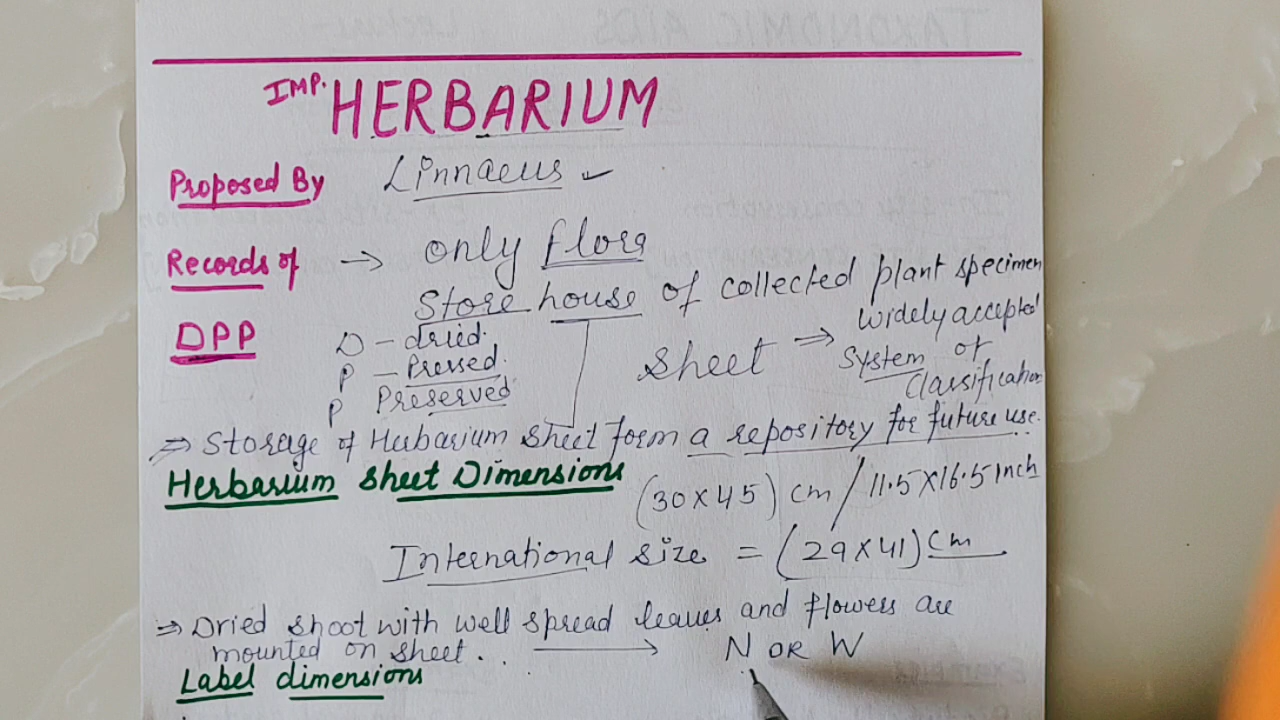 IMP. HERBARIUM
Proposed By Linnaeus
Records of → only flora
Store house of collected plant specimen
DPP
D - dried.
P - Pressed.
P Preserved
Sheet ⇒ widely accepted
System of
Classification
⇒ Storage of Herbarium sheet form a repository for future use.
Herbarium Sheet Dimensions
(30x45) cm / 11.5x16.5 inch
International size = (29x41) cm
⇒ Dried shoot with well spread leaves and flowers are
mounted on sheet. . → N OR W
Label dimensions